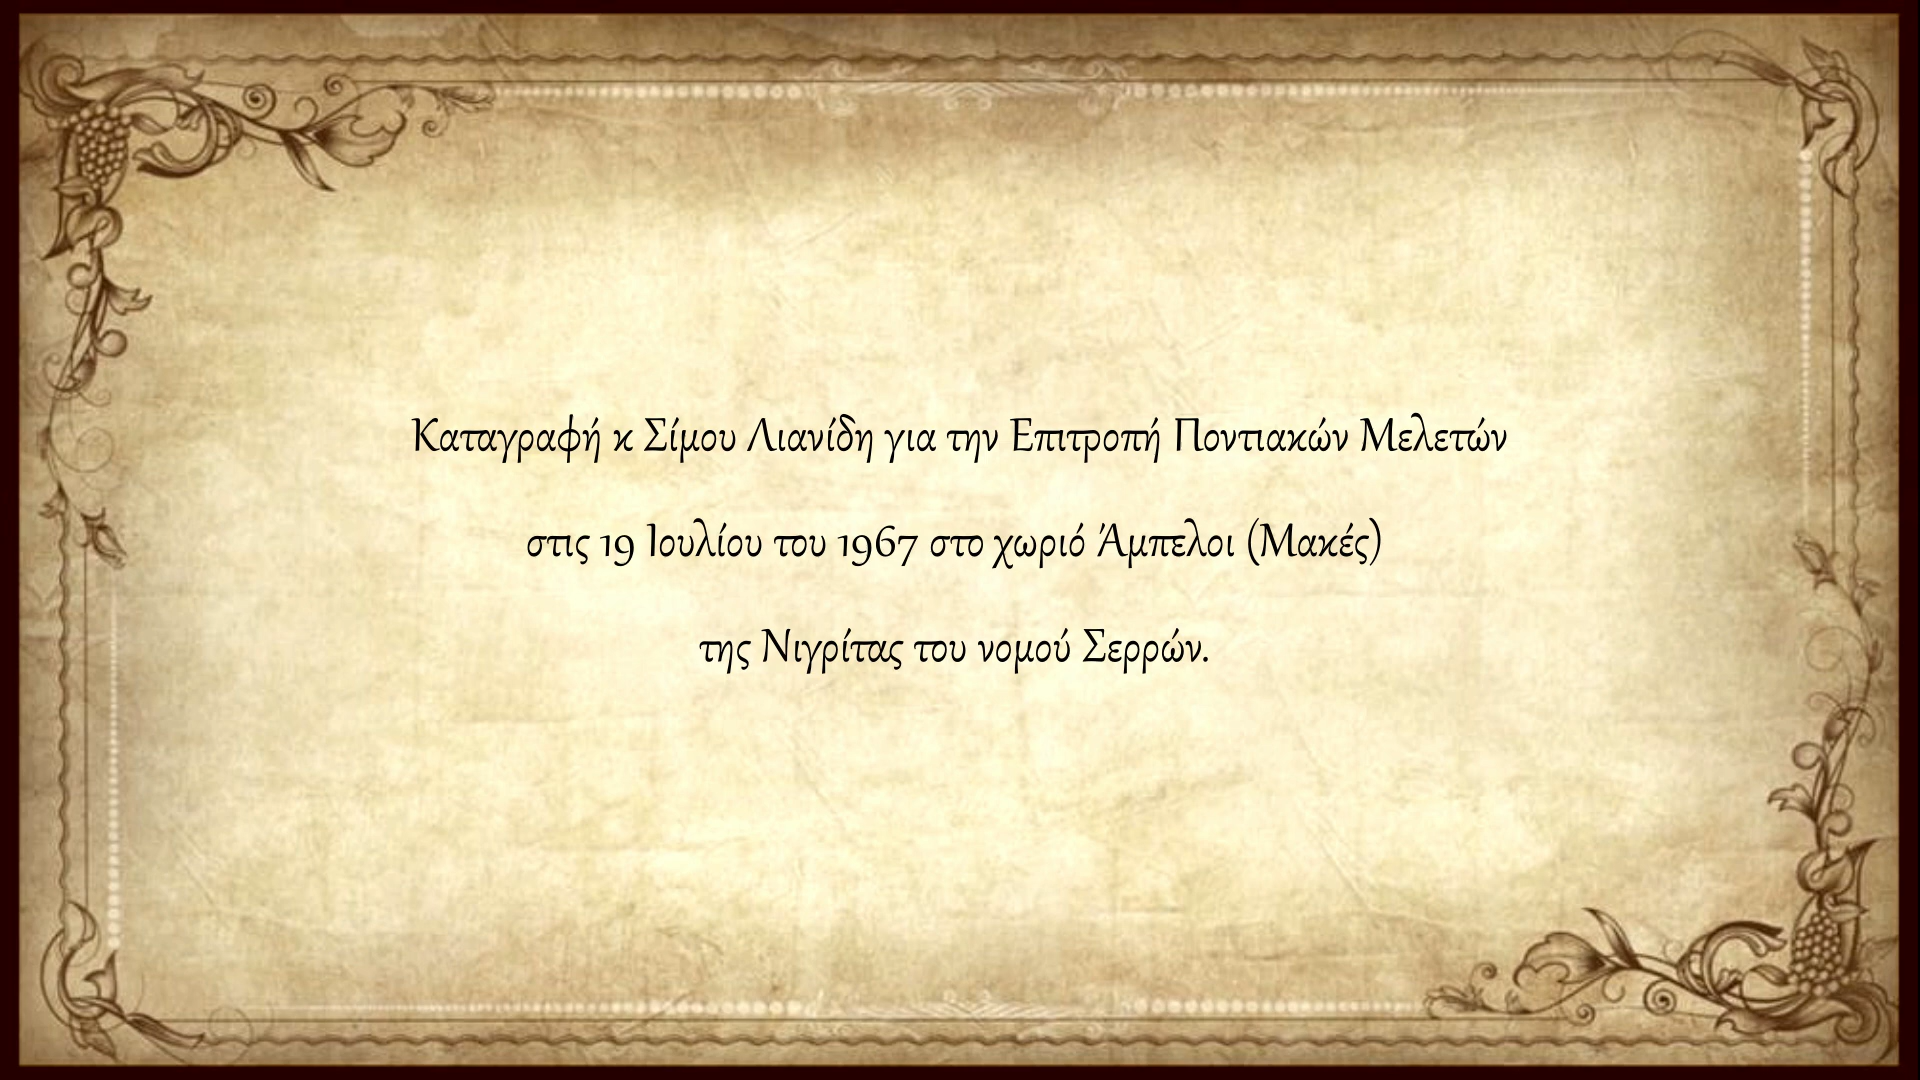 Καταγραφή κ Σίμου Λιανίδη για την Επιτροπή Ποντιακών Μελετών
στις 19 Ιουλίου του 1967 στο χωριό Άμπελοι (Μακές)
της Νιγρίτας του νομού Σερρών.